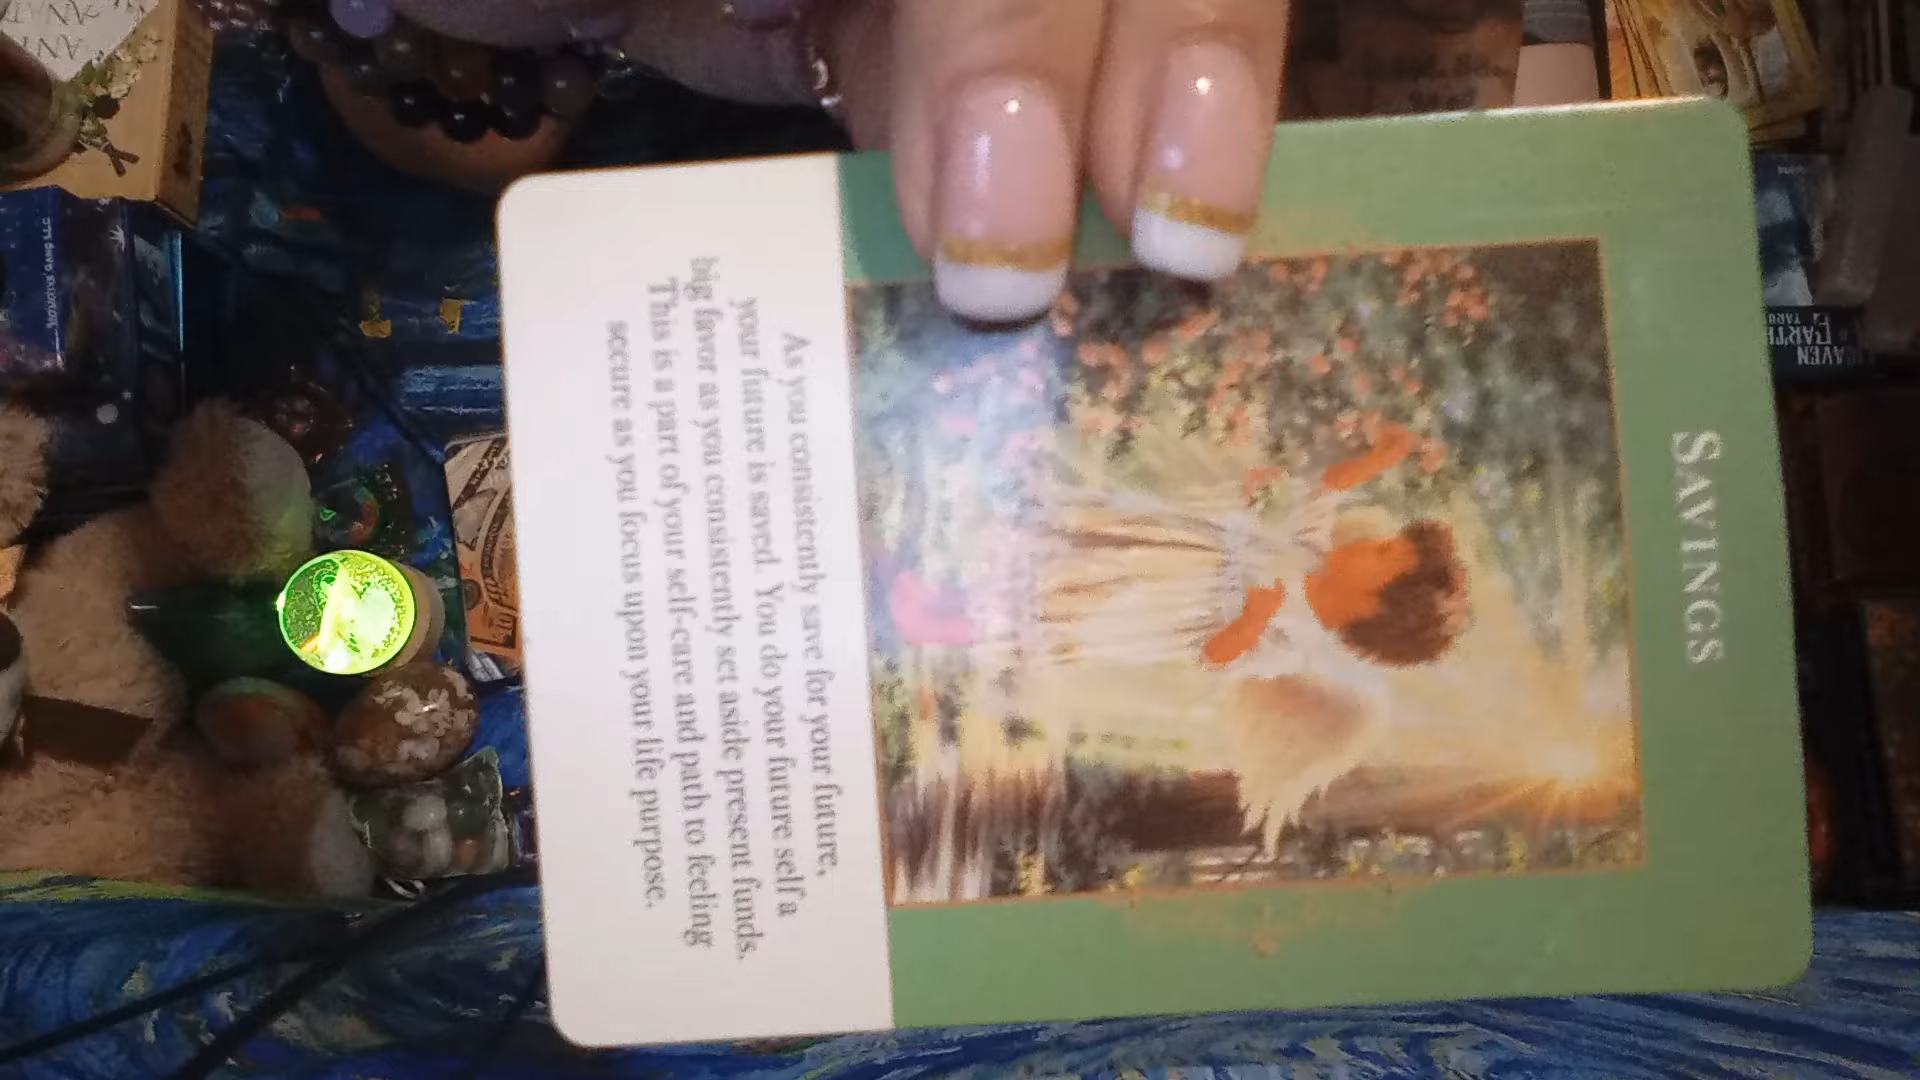 SAVINGS
As you consistently save for your future,
your future is saved. You do your future self a
big favor as you consistently set aside present funds.
This is a part of your self-care and path to feeling
secure as you focus upon your life purpose.
EARTH
TAROT